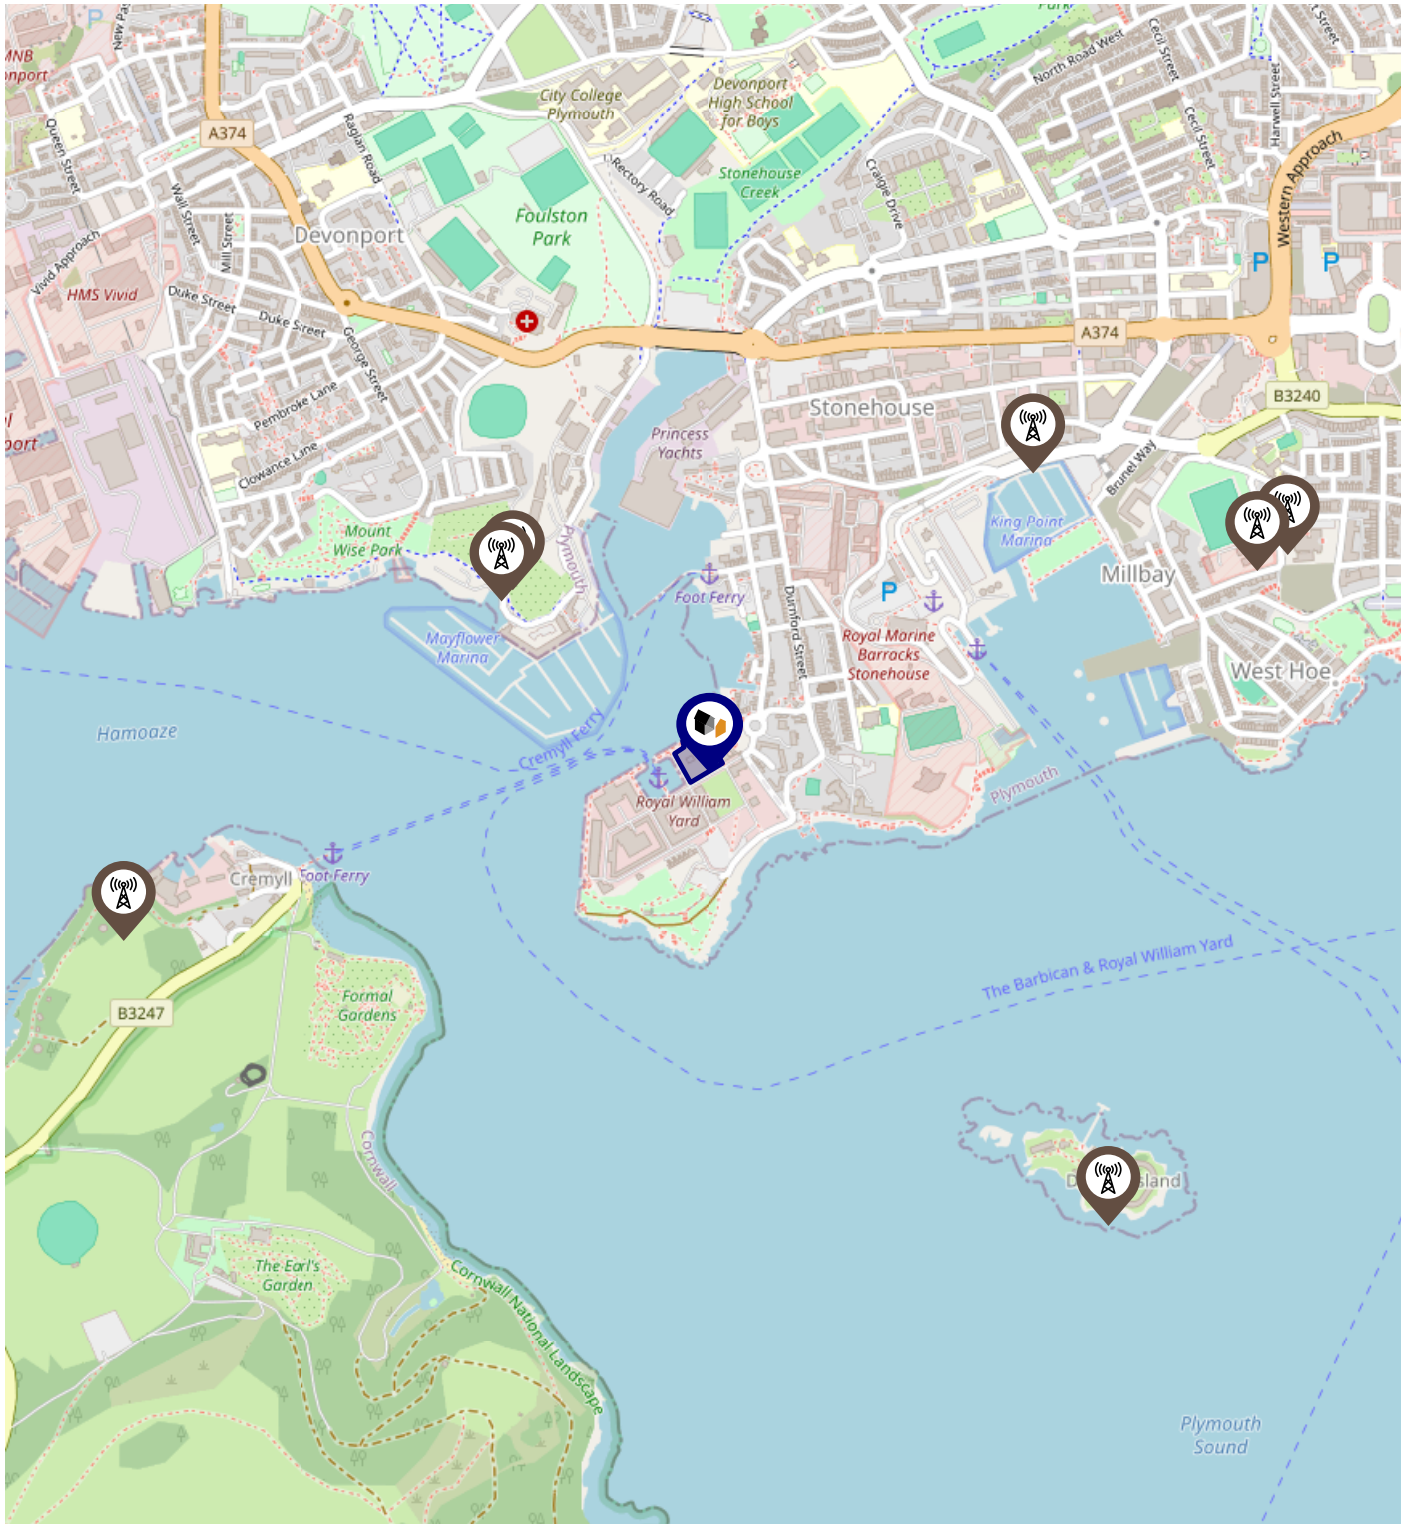 P
New Pa
MNB
onport
Park
North Road West
Cecil Street
Street
Harwell Street
City College
Plymouth
Devonport
High School
for Boys
A374
Queen Street
Raglan Road
Cecil Street
Western Approach
Rectory Road
Stonehouse
Creek
Craigie Drive
Wall Street
Mill Street
Foulston
Park
Devonport
Vivid Approach
P
P
HMS Vivid
Duke Street
Duke Street
George Street
A374
B3240
Pembroke Lane
Stonehouse
Princess
Yachts
port
Clowance Line
Brunel Way
King Point
Marina
Mount
Wise Park
Plymouth
Millbay
Foot Ferry
P
Durnford Street
Mayflower
Marina
Royal Marine
Barracks
Stonehouse
West Hoe
Hamoaze
Cremyll Ferry
Plymouth
Royal William
Yard
Cremyll
Foot Ferry
The Barbican & Royal William Yard
B3247
Formal
Gardens
Cornwall
D
sland
The Earl's
Garden
Cornwall National Landscape
Plymouth
Sound